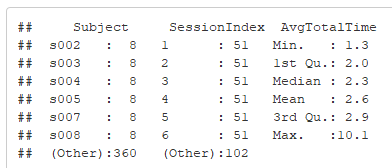 ##     Subject     SessionIndex  AvgTotalTime
##  s002   :  8   1      : 51   Min.   : 1.3
##  s003   :  8   2      : 51   1st Qu.: 2.0
##  s004   :  8   3      : 51   Median : 2.3
##  s005   :  8   4      : 51   Mean   : 2.6
##  s007   :  8   5      : 51   3rd Qu.: 2.9
##  s008   :  8   6      : 51   Max.   :10.1
##  (Other):360   (Other):102